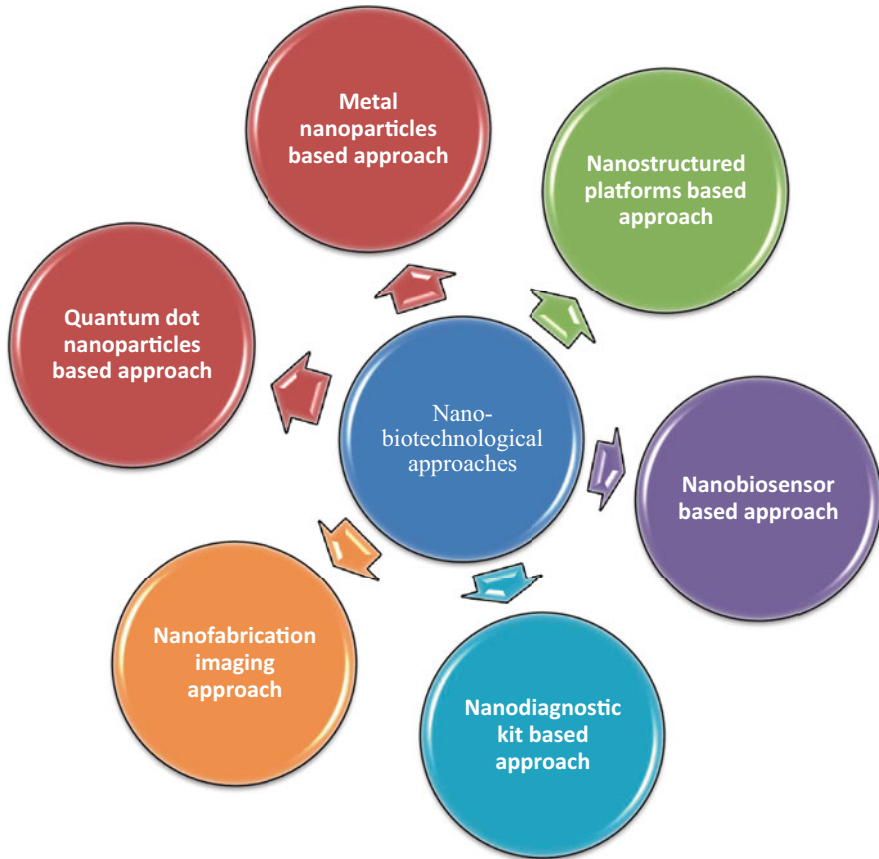 Metal
nanoparticles
based approach
Nanostructured
platforms based
approach
Quantum dot
nanoparticles
based approach
Nano-
biotechnological
approaches
Nanobiosensor
based approach
Nanofabrication
imaging
approach
Nanodiagnostic
kit based
approach